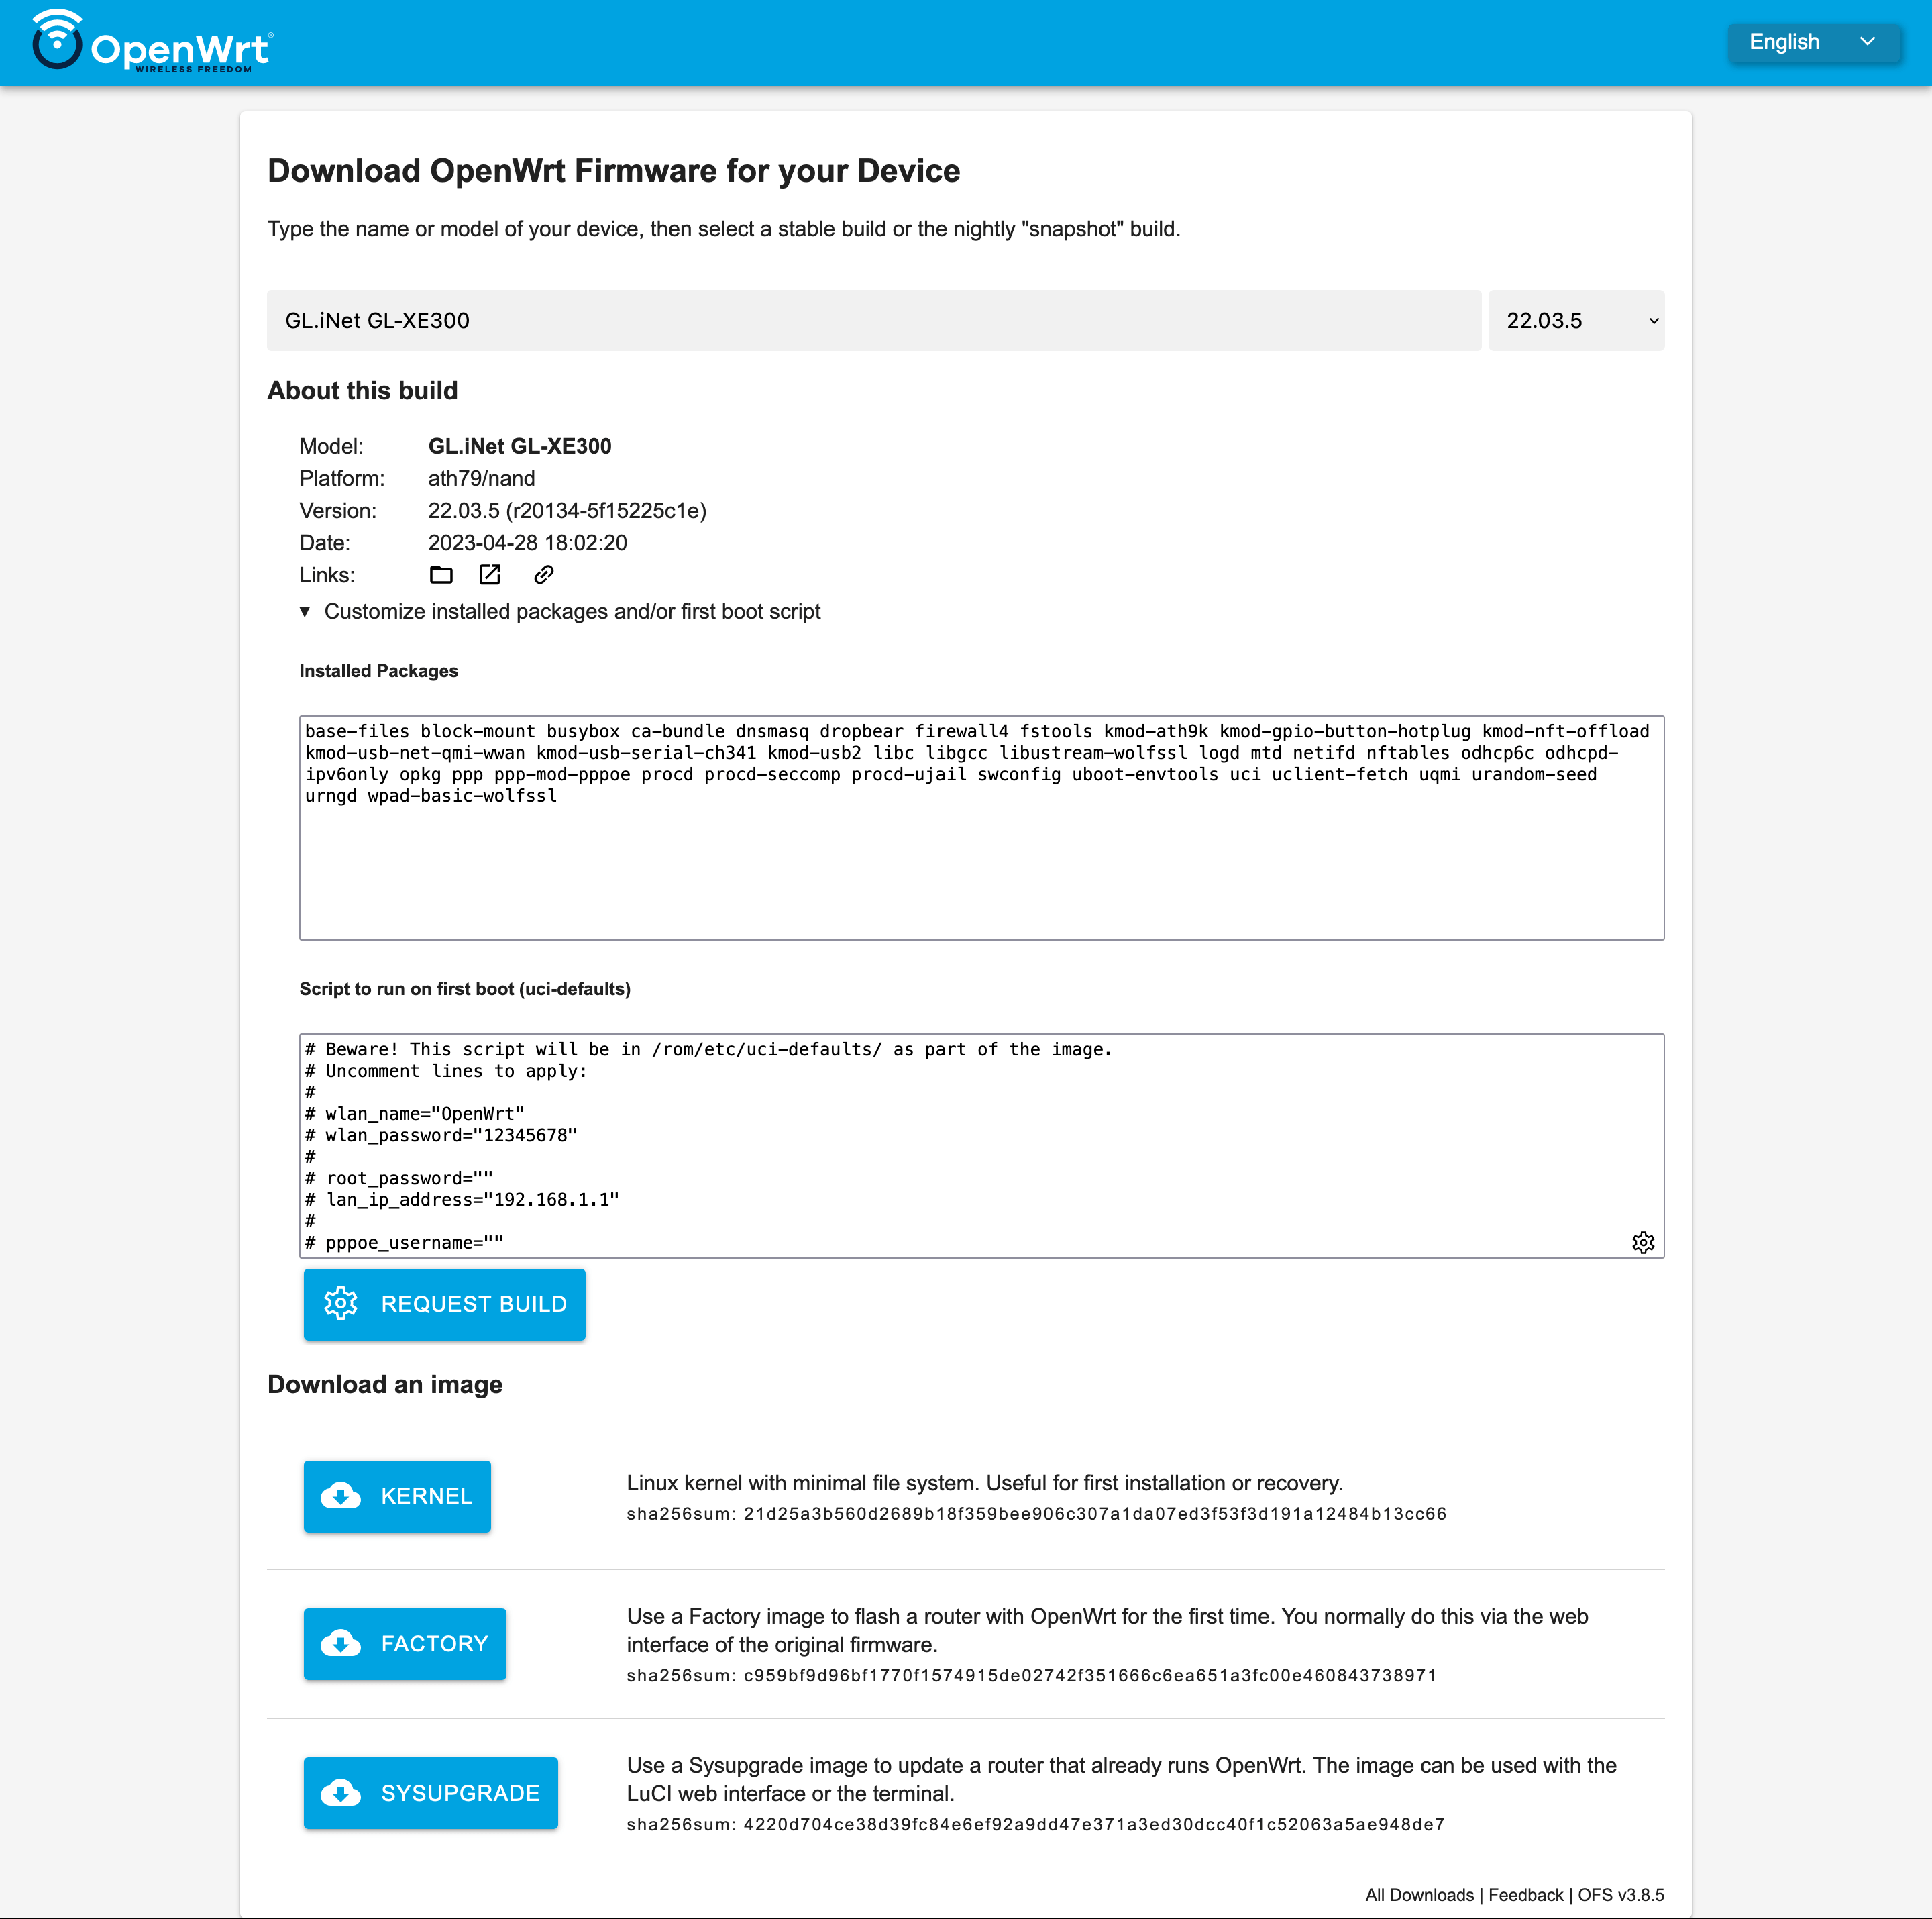 OpenWrt®
WIRELESS FREEDOM
English
Download OpenWrt Firmware for your Device
Type the name or model of your device, then select a stable build or the nightly "snapshot" build.
GL.iNet GL-XE300
22.03.5
About this build
Model: GL.iNet GL-XE300
Platform: ath79/nand
Version: 22.03.5 (r20134-5f15225c1e)
Date: 2023-04-28 18:02:20
Links:
▼ Customize installed packages and/or first boot script
Installed Packages
base-files block-mount busybox ca-bundle dnsmasq dropbear firewall4 fstools kmod-ath9k kmod-gpio-button-hotplug kmod-nft-offload
kmod-usb-net-qmi-wwan kmod-usb-serial-ch341 kmod-usb2 libc libgcc libustream-wolfssl logd mtd netifd nftables odhcp6c odhcpd-
ipv6only opkg ppp ppp-mod-pppoe procd procd-seccomp procd-ujail swconfig uboot-envtools uci uclient-fetch uqmi urandom-seed
urngd wpad-basic-wolfssl
Script to run on first boot (uci-defaults)
# Beware! This script will be in /rom/etc/uci-defaults/ as part of the image.
# Uncomment lines to apply:
#
# wlan_name="OpenWrt"
# wlan_password="12345678"
#
# root_password=""
# lan_ip_address="192.168.1.1"
#
# pppoe_username=""
REQUEST BUILD
Download an image
KERNEL
Linux kernel with minimal file system. Useful for first installation or recovery.
sha256sum: 21d25a3b560d2689b18f359bee906c307a1da07ed3f53f3d191a12484b13cc66
FACTORY
Use a Factory image to flash a router with OpenWrt for the first time. You normally do this via the web
interface of the original firmware.
sha256sum: c959bf9d96bf1770f1574915de02742f351666c6ea651a3fc00e460843738971
SYSUPGRADE
Use a Sysupgrade image to update a router that already runs OpenWrt. The image can be used with the
LuCI web interface or the terminal.
sha256sum: 4220d704ce38d39fc84e6ef92a9dd47e371a3ed30dcc40f1c52063a5ae948de7
All Downloads | Feedback | OFS v3.8.5